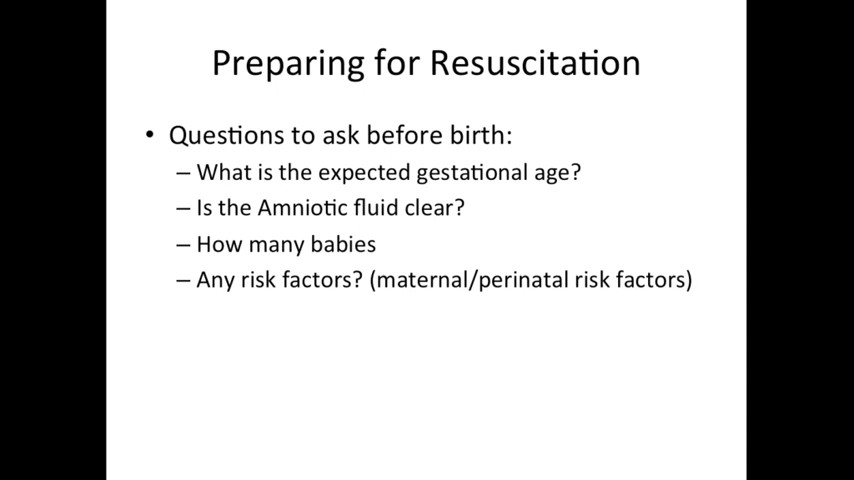 Preparing for Resuscitation
• Questions to ask before birth:
– What is the expected gestational age?
– Is the Amniotic fluid clear?
– How many babies
– Any risk factors? (maternal/perinatal risk factors)